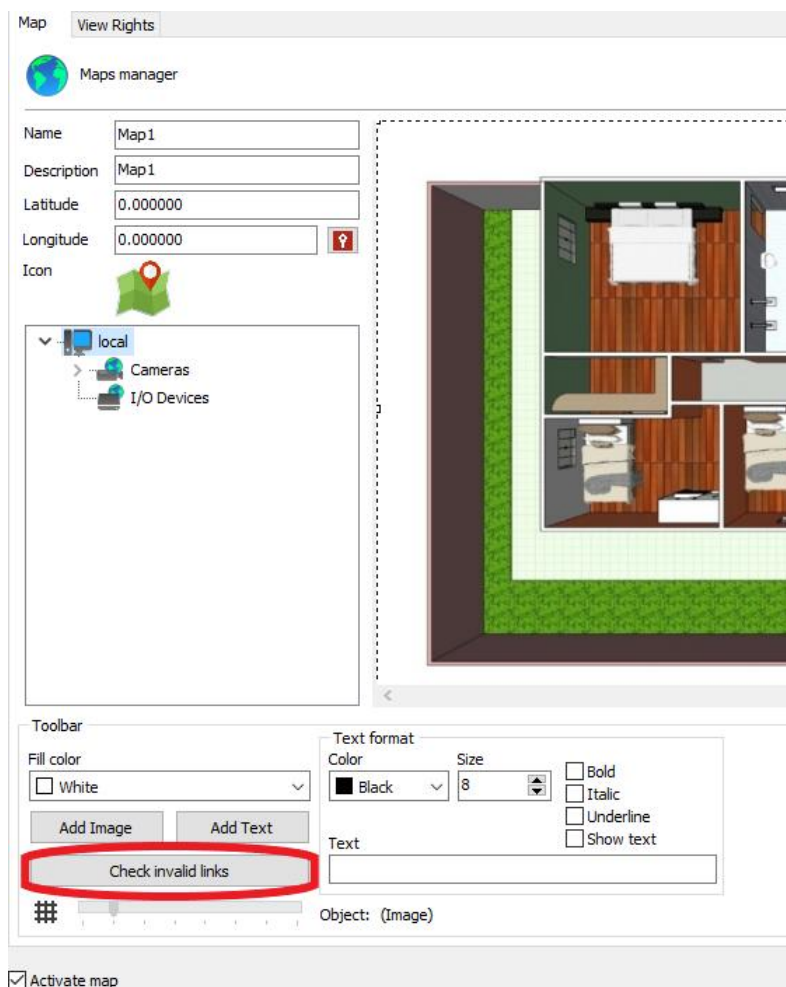 Map View Rights
Maps manager
Name Map1
Description Map1
Latitude 0.000000
Longitude 0.000000
Icon
local
Cameras
I/O Devices
Toolbar
Fill color
White
Add Image Add Text
Check invalid links
Text format
Color Size
Black 8
Bold
Italic
Underline
Show text
Text
Object: (Image)
Activate map